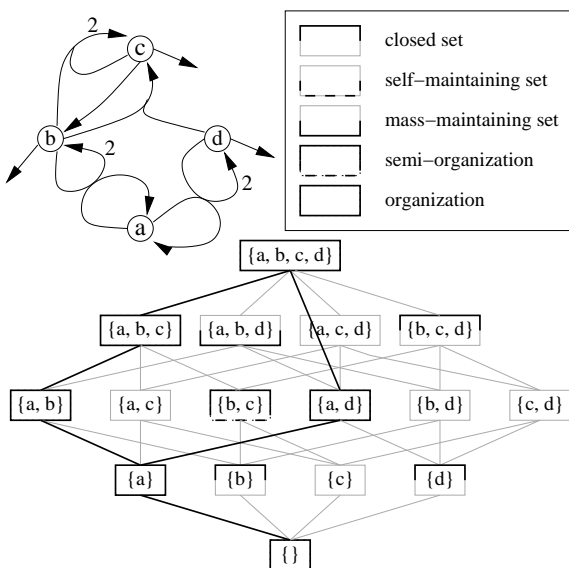 2
c
b
2
d
2
a
closed set
self−maintaining set
mass−maintaining set
semi−organization
organization
{a, b, c, d}
{a, b, c} {a, b, d} {a, c, d} {b, c, d}
{a, b} {a, c} {b, c} {a, d} {b, d} {c, d}
{a} {b} {c} {d}
{}